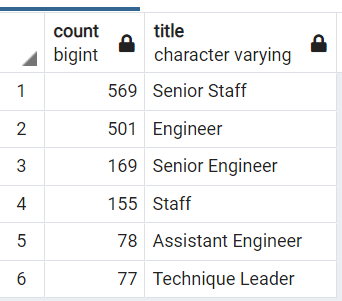 count title
bigint character varying
1 569 Senior Staff
2 501 Engineer
3 169 Senior Engineer
4 155 Staff
5 78 Assistant Engineer
6 77 Technique Leader